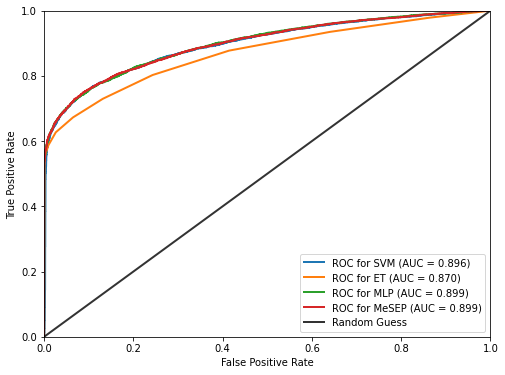 1.0
0.8
0.6
0.4
0.2
0.0
True Positive Rate
0.0 0.2 0.4 0.6 0.8 1.0
False Positive Rate
ROC for SVM (AUC = 0.896)
ROC for ET (AUC = 0.870)
ROC for MLP (AUC = 0.899)
ROC for MeSEP (AUC = 0.899)
Random Guess